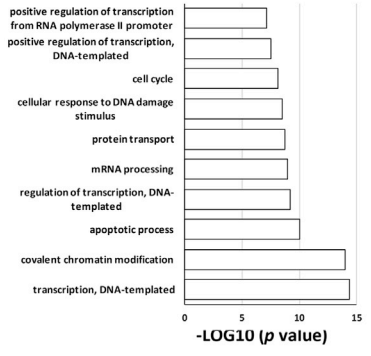 positive regulation of transcription
from RNA polymerase II promoter
positive regulation of transcription,
DNA-templated
cell cycle
cellular response to DNA damage
stimulus
protein transport
mRNA processing
regulation of transcription, DNA-
templated
apoptotic process
covalent chromatin modification
transcription, DNA-templated
0 5 10 15
-LOG10 (p value)